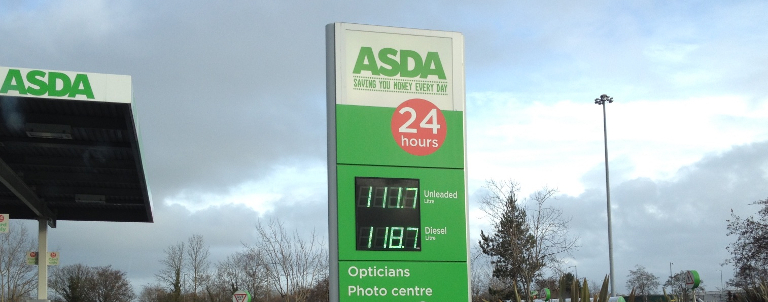 ASDA
ASDA
SAVING YOU MONEY EVERY DAY
24
hours
111.7 Unleaded
Litre
118.7 Diesel
Litre
Opticians
Photo centre